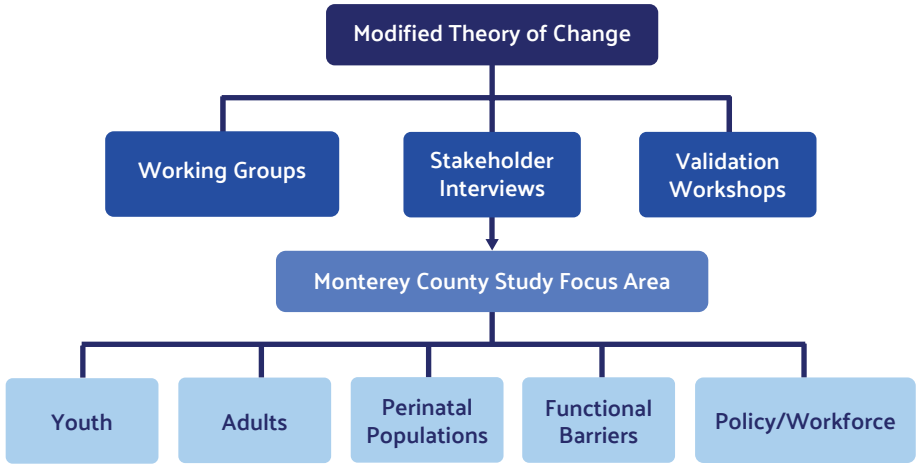 Modified Theory of Change
Working Groups
Stakeholder
Interviews
Validation
Workshops
Monterey County Study Focus Area
Youth
Adults
Perinatal
Populations
Functional
Barriers
Policy/Workforce